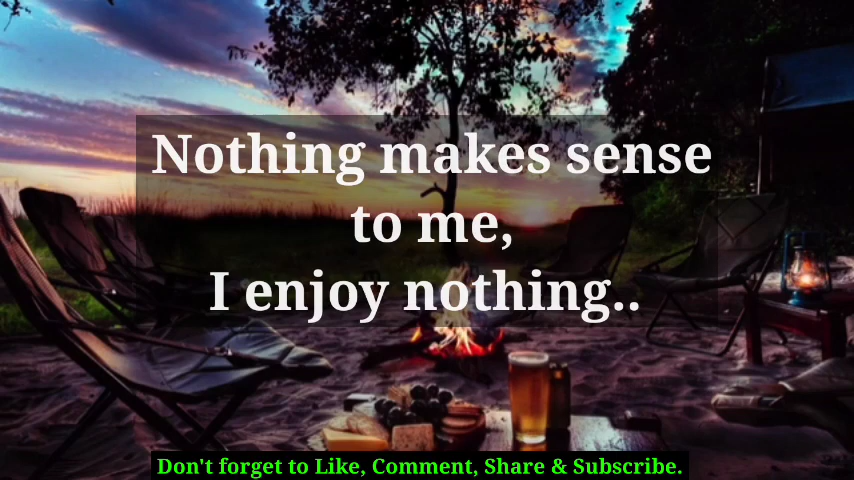 Nothing makes sense
to me,
I enjoy nothing..
Don't forget to Like, Comment, Share & Subscribe.